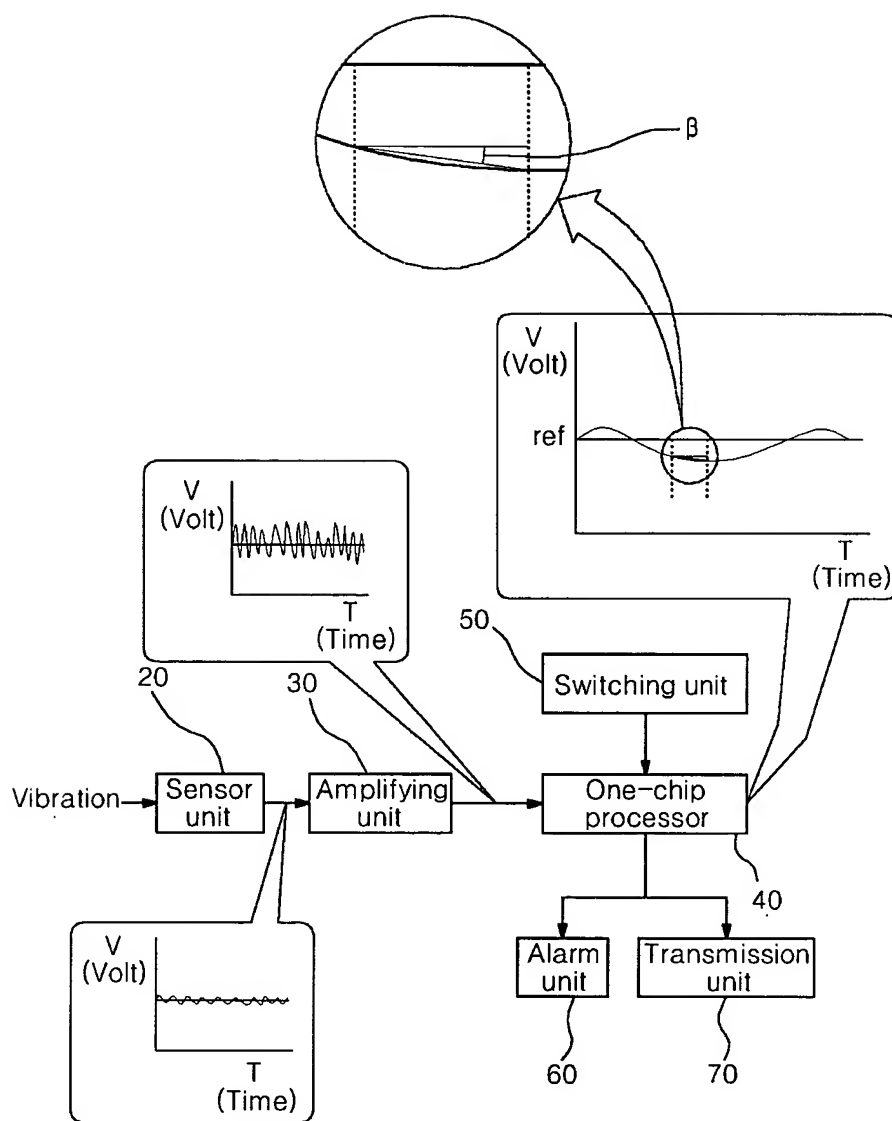 β
V
(Volt)
ref
T
(Time)
V
(Volt)
T
(Time)
50
Switching unit
20
30
Vibration
Sensor
unit
Amplifying
unit
One-chip
processor
40
V
(Volt)
T
(Time)
Alarm
unit
Transmission
unit
60
70